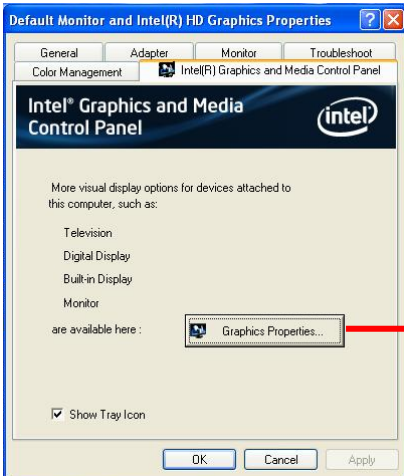 Default Monitor and Intel(R) HD Graphics Properties
General Adapter Monitor Troubleshoot
Color Management Intel(R) Graphics and Media Control Panel
Intel® Graphics and Media
Control Panel
intel
More visual display options for devices attached to
this computer, such as:
Television
Digital Display
Built-in Display
Monitor
are available here : Graphics Properties...
Show Tray Icon
OK Cancel Apply